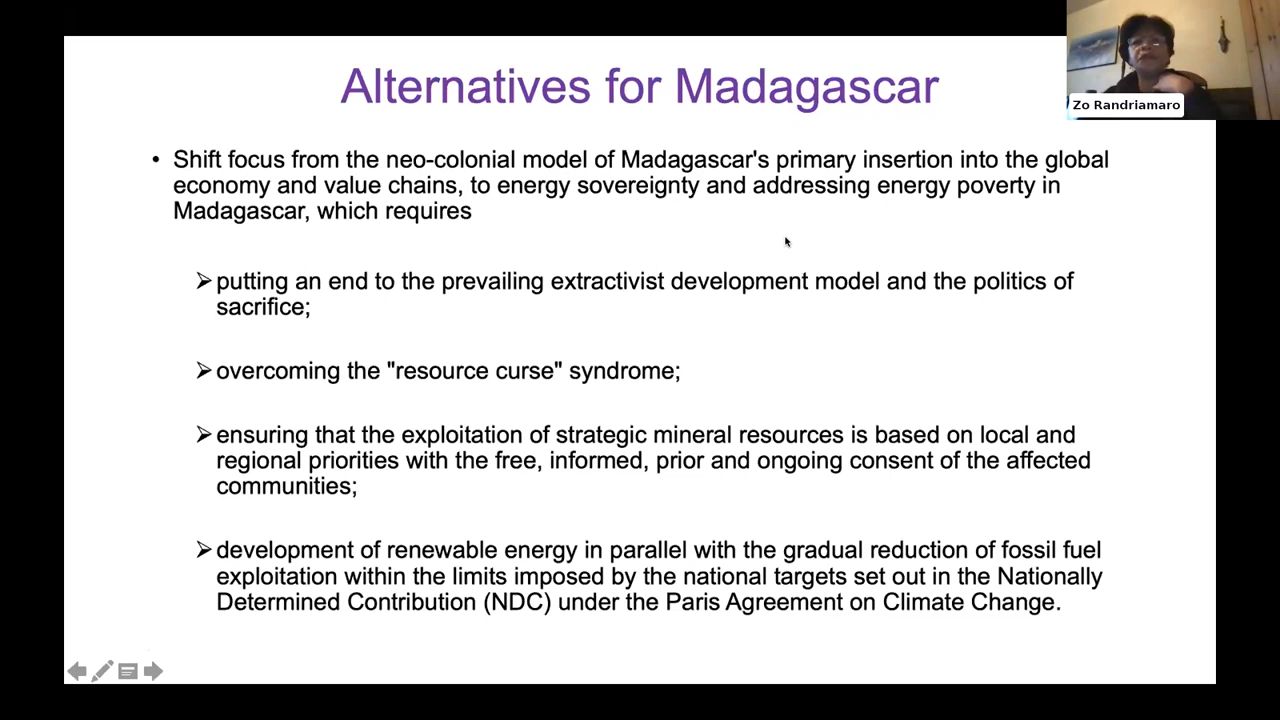 Alternatives for Madagascar
Zo Randriamaro
• Shift focus from the neo-colonial model of Madagascar's primary insertion into the global
economy and value chains, to energy sovereignty and addressing energy poverty in
Madagascar, which requires
➢ putting an end to the prevailing extractivist development model and the politics of
sacrifice;
➢ overcoming the "resource curse" syndrome;
➢ ensuring that the exploitation of strategic mineral resources is based on local and
regional priorities with the free, informed, prior and ongoing consent of the affected
communities;
➢ development of renewable energy in parallel with the gradual reduction of fossil fuel
exploitation within the limits imposed by the national targets set out in the Nationally
Determined Contribution (NDC) under the Paris Agreement on Climate Change.